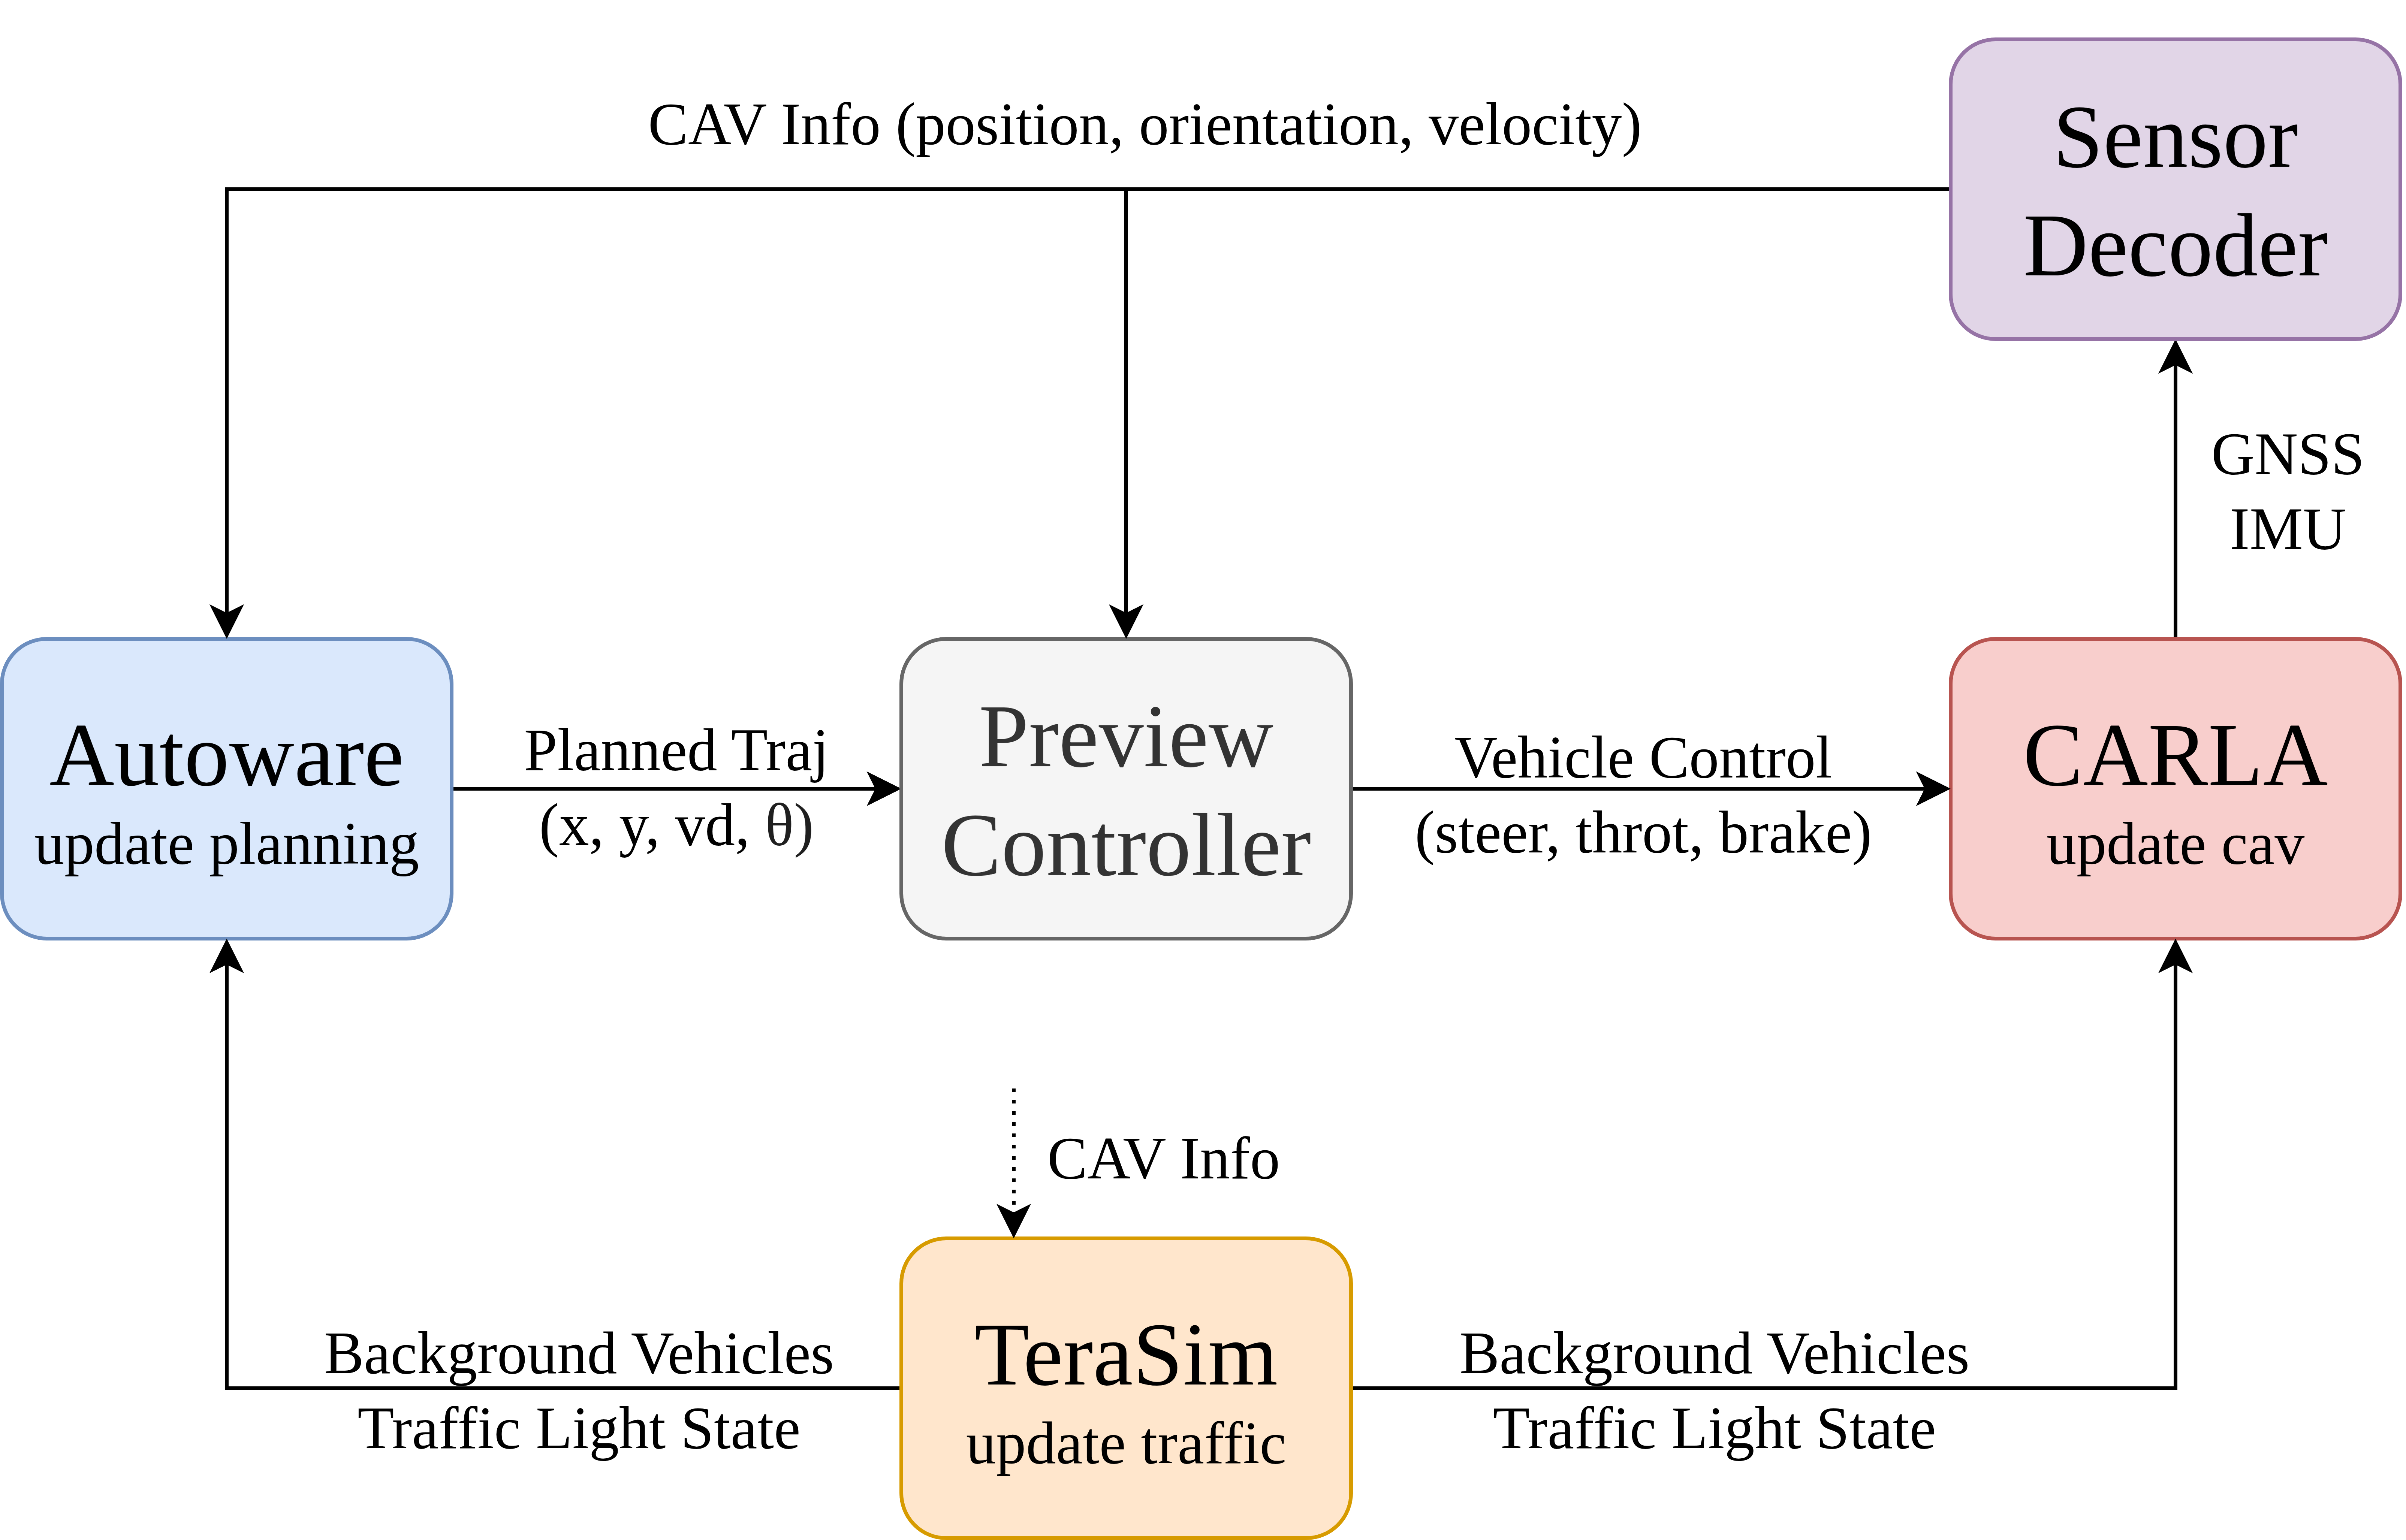 CAV Info (position, orientation, velocity)
Sensor
Decoder
GNSS
IMU
Autoware
update planning
Planned Traj
(x, y, vd, θ)
Preview
Controller
Vehicle Control
(steer, throt, brake)
CARLA
update cav
CAV Info
Background Vehicles
Traffic Light State
TeraSim
update traffic
Background Vehicles
Traffic Light State